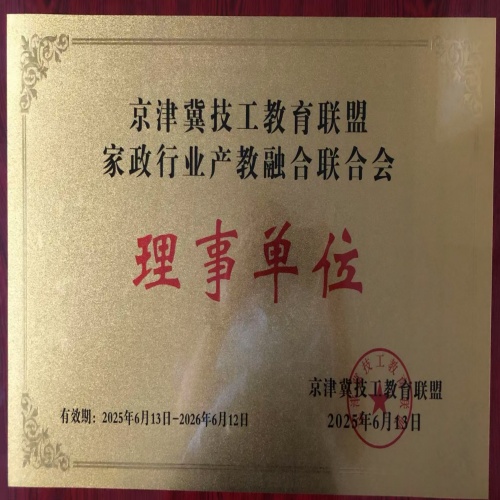 京津冀技工教育联盟
家政行业产教融合联合会
理事单位
京津冀技工教育联盟
有效期：2025年6月13日-2026年6月12日
2025年6月13日